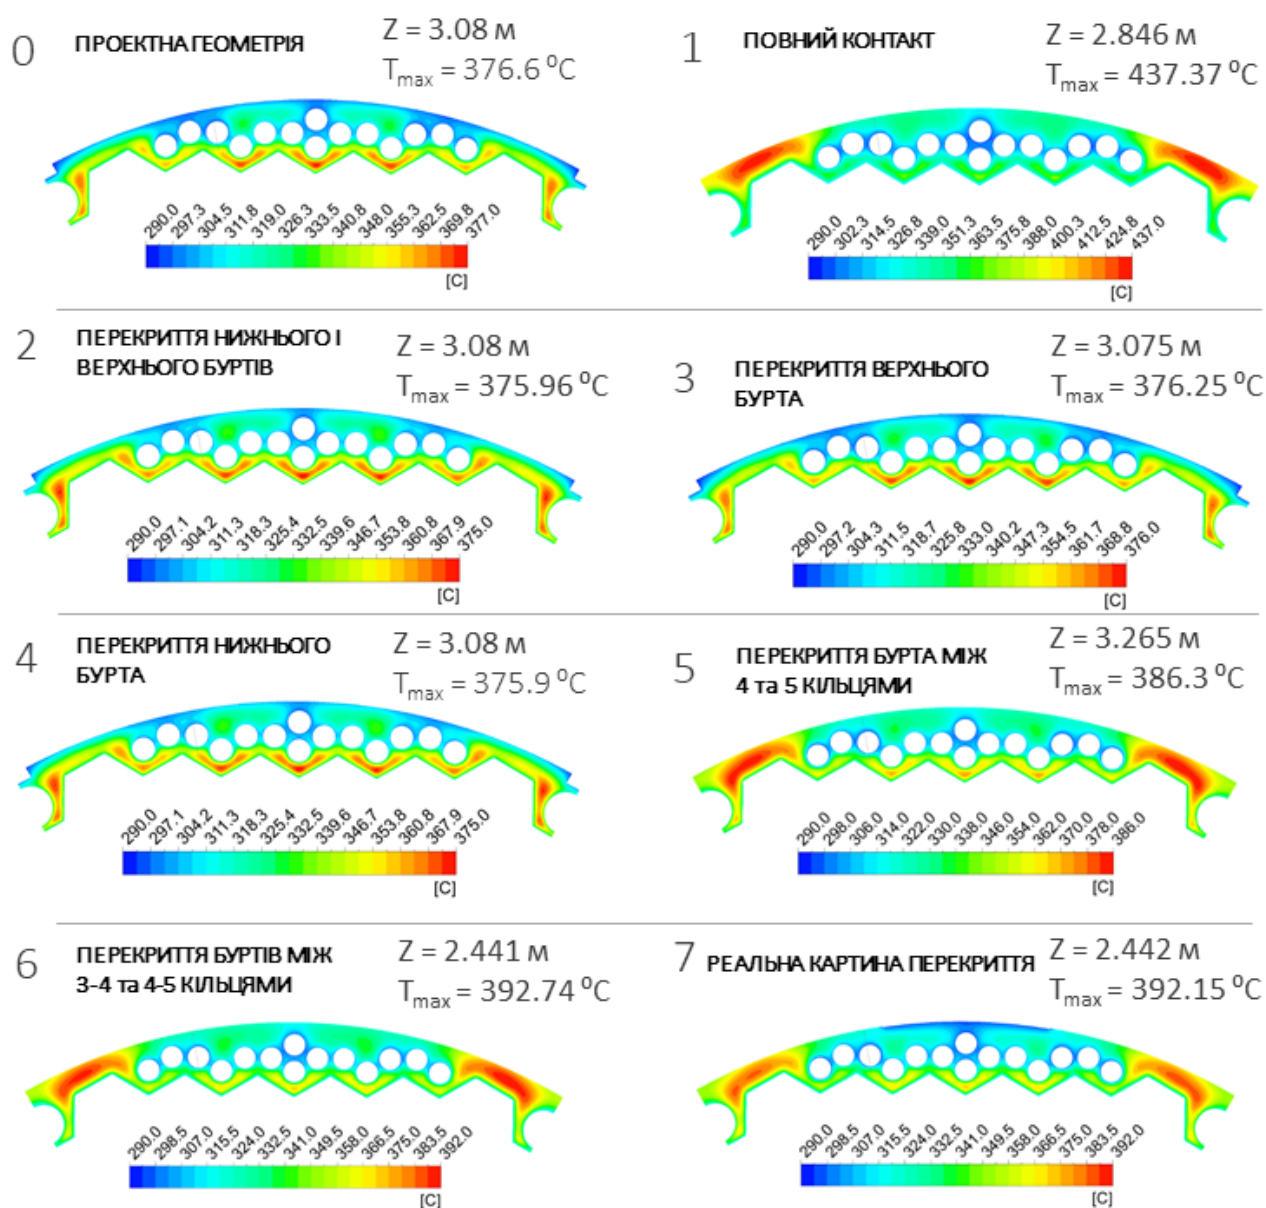 0
ПРОЕКТНА ГЕОМЕТРІЯ
Z = 3.08 м
Tmax = 376.6 ⁰C
290.0 297.3 304.5 311.8 319.0 326.3 333.5 340.8 348.0 355.3 362.5 369.8 377.0
[C]
1
ПОВНИЙ КОНТАКТ
Z = 2.846 м
Tmax = 437.37 ⁰C
290.0 302.3 314.5 326.8 339.0 351.3 363.5 375.8 388.0 400.3 412.5 424.8 437.0
[C]
2
ПЕРЕКРИТТЯ НИЖНЬОГО І
ВЕРХНЬОГО БУРТІВ
Z = 3.08 м
Tmax = 375.96 ⁰C
290.0 297.1 304.2 311.3 318.3 325.4 332.5 339.6 346.7 353.8 360.8 367.9 375.0
[C]
3
ПЕРЕКРИТТЯ ВЕРХНЬОГО
БУРТА
Z = 3.075 м
Tmax = 376.25 ⁰C
290.0 297.2 304.3 311.5 318.7 325.8 333.0 340.2 347.3 354.5 361.7 368.8 376.0
[C]
4
ПЕРЕКРИТТЯ НИЖНЬОГО
БУРТА
Z = 3.08 м
Tmax = 375.9 ⁰C
290.0 297.1 304.2 311.3 318.3 325.4 332.5 339.6 346.7 353.8 360.8 367.9 375.0
[C]
5
ПЕРЕКРИТТЯ БУРТА МІЖ
4 та 5 КІЛЬЦЯМИ
Z = 3.265 м
Tmax = 386.3 ⁰C
290.0 298.0 306.0 314.0 322.0 330.0 338.0 346.0 354.0 362.0 370.0 378.0 386.0
[C]
6
ПЕРЕКРИТТЯ БУРТІВ МІЖ
3-4 та 4-5 КІЛЬЦЯМИ
Z = 2.441 м
Tmax = 392.74 ⁰C
290.0 298.5 307.0 315.5 324.0 332.5 341.0 349.5 358.0 366.5 375.0 383.5 392.0
[C]
7
РЕАЛЬНА КАРТИНА ПЕРЕКРИТТЯ
Z = 2.442 м
Tmax = 392.15 ⁰C
290.0 298.5 307.0 315.5 324.0 332.5 341.0 349.5 358.0 366.5 375.0 383.5 392.0
[C]